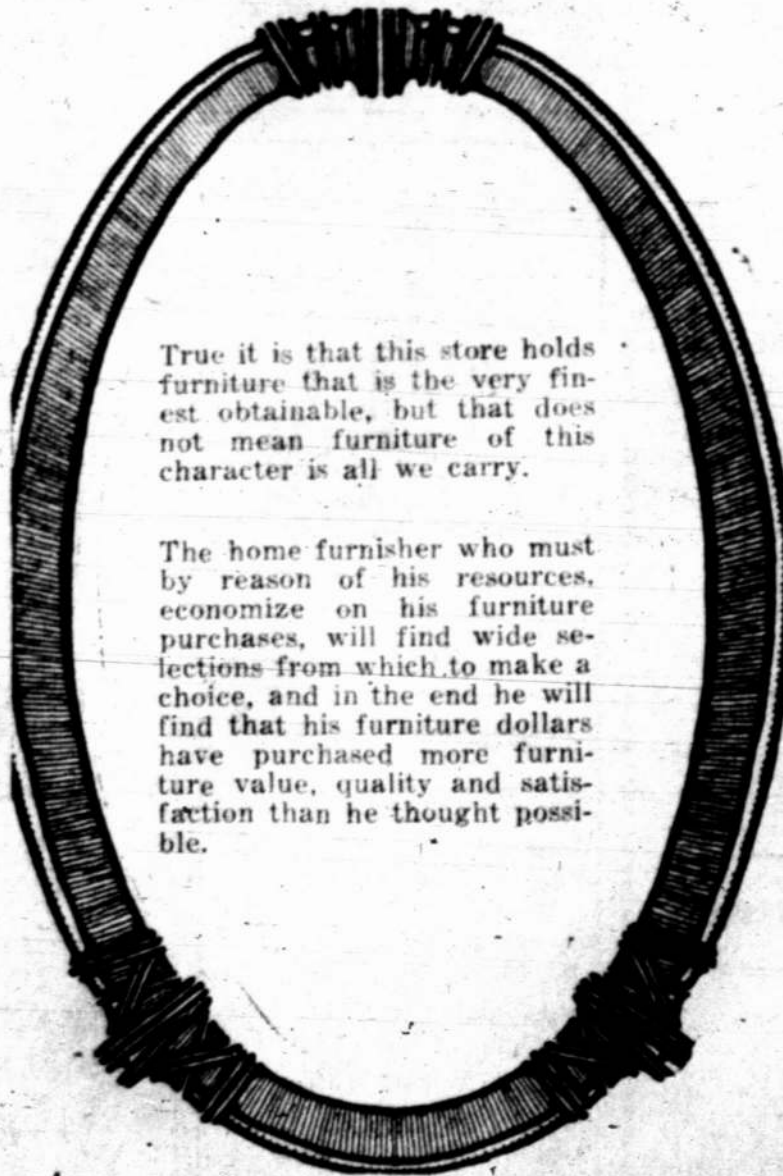 True it is that this store holds
furniture that is the very fin-
est obtainable, but that does
not mean furniture of this
character is all we carry.
The home furnisher who must
by reason of his resources,
economize on his furniture
purchases, will find wide se-
lections from which to make a
choice, and in the end he will
find that his furniture dollars
have purchased more furni-
ture value, quality and satis-
faction than he thought possi-
ble.